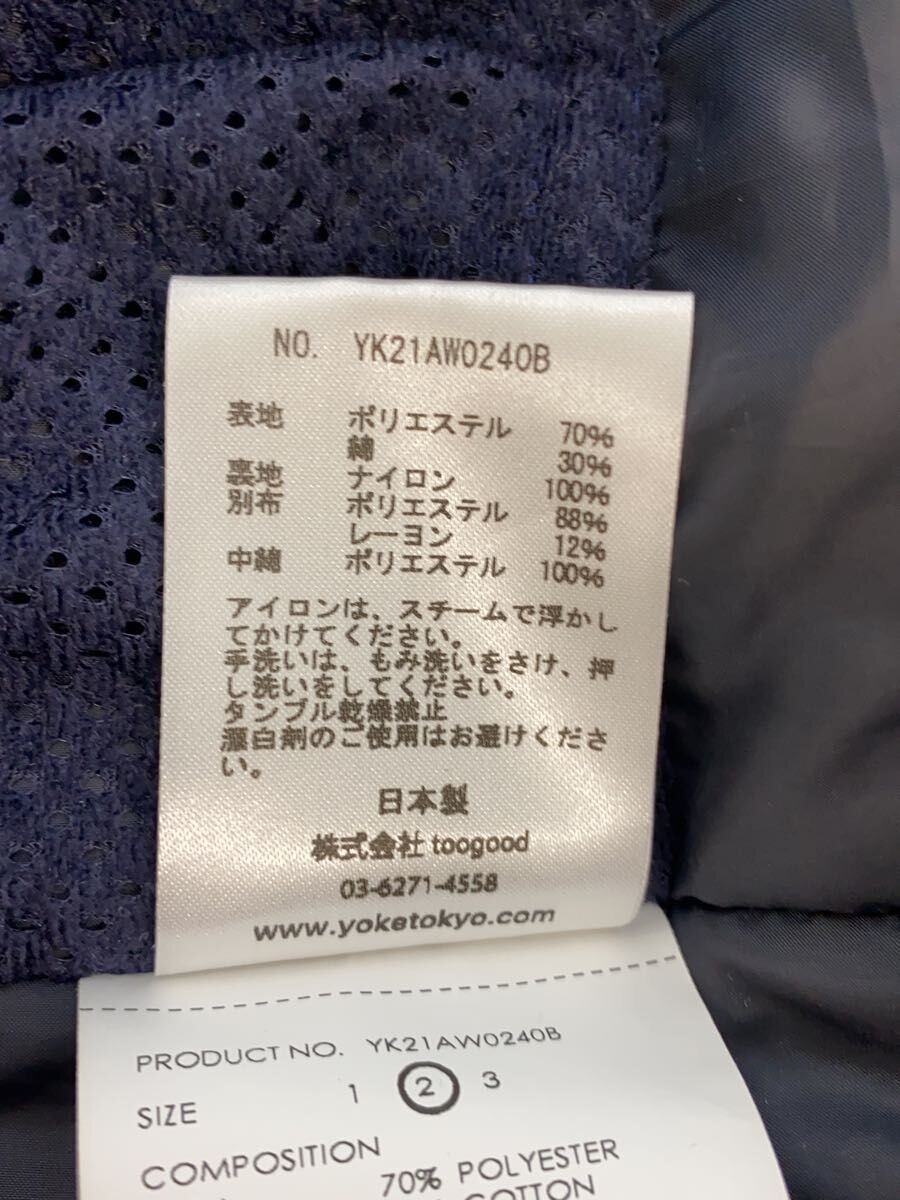 NO. YK21AW0240B
表地 ポリエステル 70%
綿 30%
裏地 ナイロン 100%
別布 ポリエステル 88%
レーヨン 12%
中綿 ポリエステル 100%
アイロンは、スチームで浮かし
てかけてください。
手洗いは、もみ洗いをさけ、押
し洗いをしてください。
タンブル乾燥禁止
漂白剤のご使用はお避けくださ
い。
日本製
株式会社 toogood
03-6271-4558
www.yoketokyo.com
PRODUCT NO. YK21AW0240B
SIZE 1 2 3
COMPOSITION
70% POLYESTER
COTTON